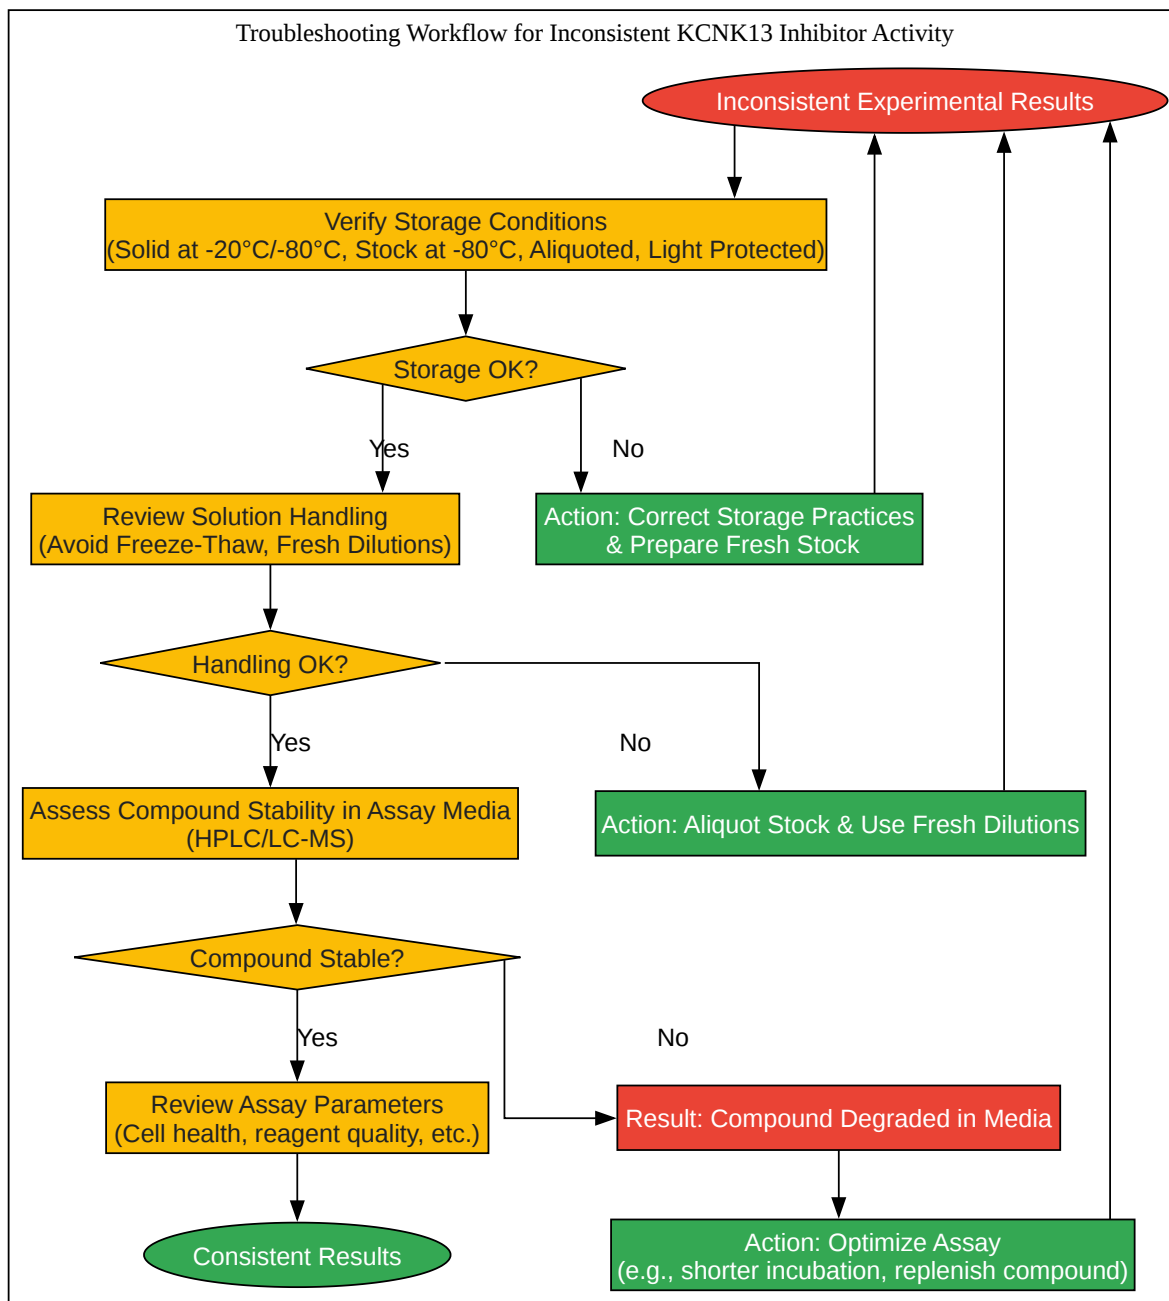 Troubleshooting Workflow for Inconsistent KCNK13 Inhibitor Activity
Inconsistent Experimental Results
Verify Storage Conditions
(Solid at -20°C/-80°C, Stock at -80°C, Aliquoted, Light Protected)
Storage OK?
Yes
No
Review Solution Handling
(Avoid Freeze-Thaw, Fresh Dilutions)
Action: Correct Storage Practices
& Prepare Fresh Stock
Handling OK?
Yes
No
Assess Compound Stability in Assay Media
(HPLC/LC-MS)
Action: Aliquot Stock & Use Fresh Dilutions
Compound Stable?
Yes
No
Review Assay Parameters
(Cell health, reagent quality, etc.)
Result: Compound Degraded in Media
Consistent Results
Action: Optimize Assay
(e.g., shorter incubation, replenish compound)